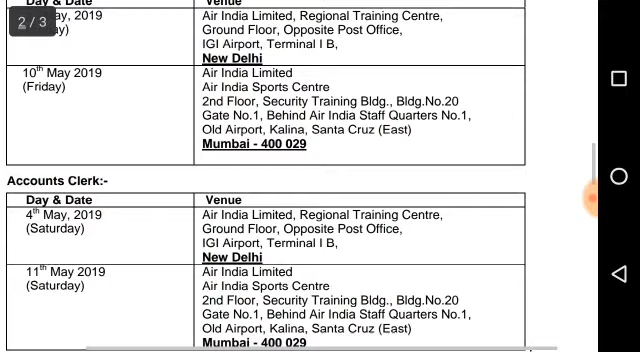 Day & Date Venue
ay, 2019 Air India Limited, Regional Training Centre,
2 / 3 ay) Ground Floor, Opposite Post Office,
IGI Airport, Terminal I B,
New Delhi
10th May 2019 Air India Limited
(Friday) Air India Sports Centre
2nd Floor, Security Training Bldg., Bldg.No.20
Gate No.1, Behind Air India Staff Quarters No.1,
Old Airport, Kalina, Santa Cruz (East)
Mumbai - 400 029
Accounts Clerk:-
Day & Date Venue
4th May, 2019 Air India Limited, Regional Training Centre,
(Saturday) Ground Floor, Opposite Post Office,
IGI Airport, Terminal I B,
New Delhi
11th May 2019 Air India Limited
(Saturday) Air India Sports Centre
2nd Floor, Security Training Bldg., Bldg.No.20
Gate No.1, Behind Air India Staff Quarters No.1,
Old Airport, Kalina, Santa Cruz (East)
Mumbai - 400 029